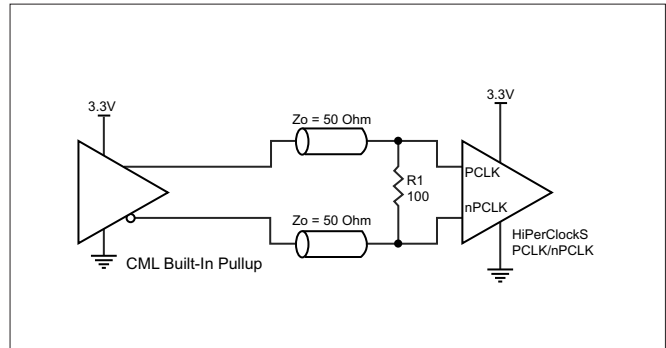 3.3V
3.3V
Zo = 50 Ohm
R1
100
PCLK
nPCLK
Zo = 50 Ohm
CML Built-In Pullup
HiPerClockS
PCLK/nPCLK